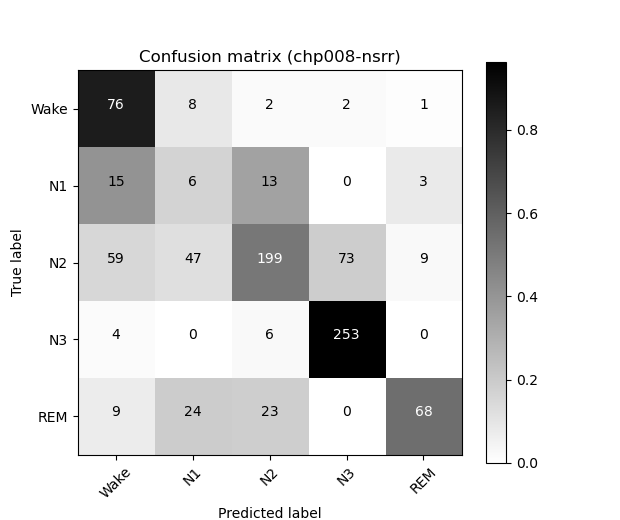 Confusion matrix (chp008-nsrr)
Wake 76 8 2 2 1
N1 15 6 13 0 3
N2 59 47 199 73 9
N3 4 0 6 253 0
REM 9 24 23 0 68
Wake N1 N2 N3 REM
Predicted label
True label
0.8
0.6
0.4
0.2
0.0